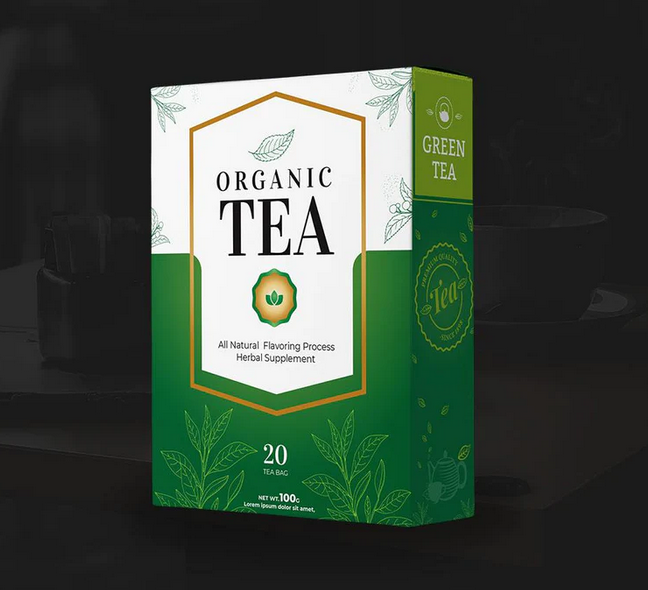 ORGANIC
TEA
All Natural Flavoring Process
Herbal Supplement
20
TEA BAG
NET WT.100G
Lorem ipsum dolor sit amet,
GREEN
TEA
PREMIUM QUALITY
Tea